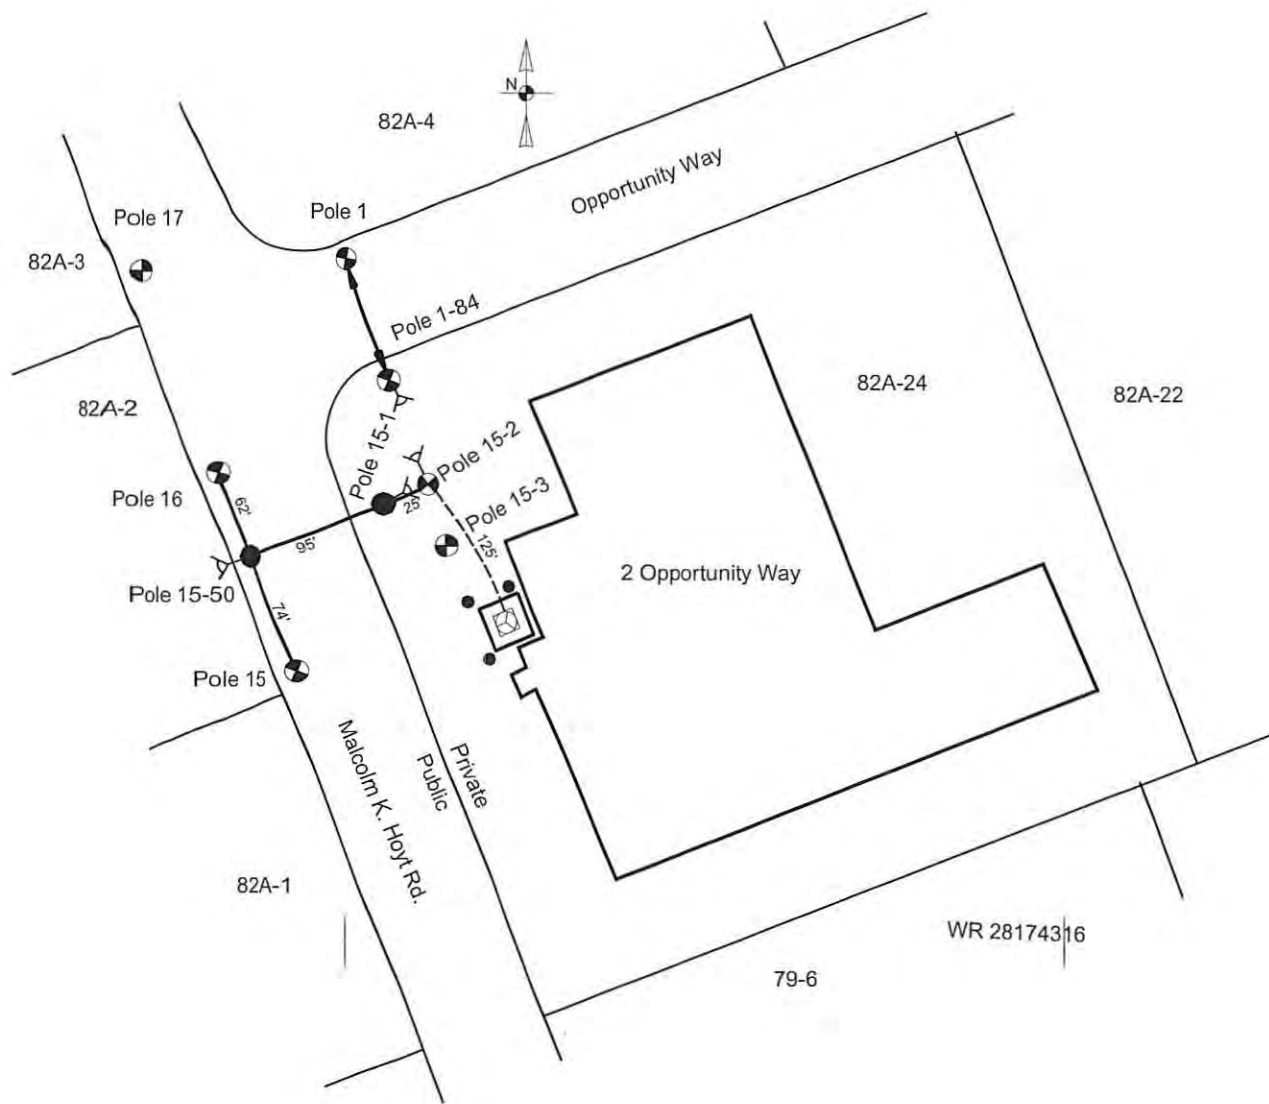 N
82A-4
Opportunity Way
Pole 1
Pole 17
82A-3
Pole 1-84
82A-24
82A-22
82A-2
Pole 15-1
Pole 15-2
Pole 16
62'
25'
Pole 15-3
95'
125'
2 Opportunity Way
Pole 15-50
74'
Pole 15
Malcolm K. Hoyt Rd.
Private
Public
82A-1
WR 28174316
79-6